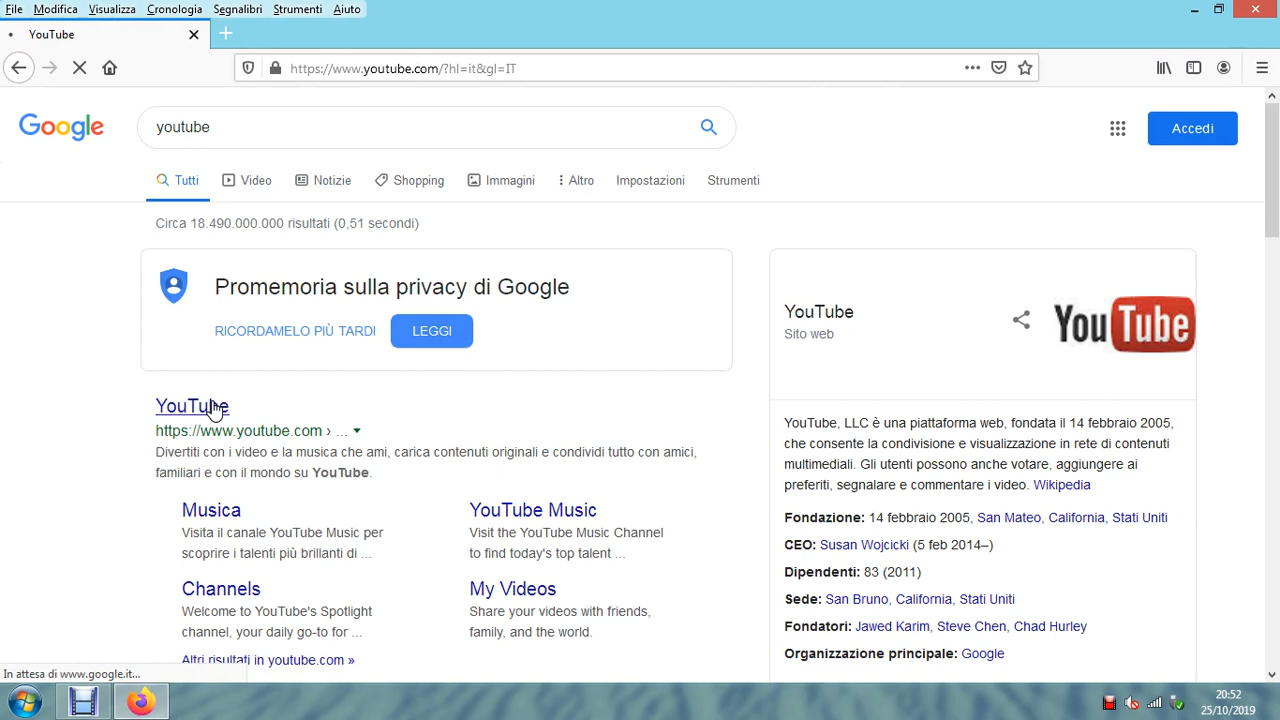 File Modifica Visualizza Cronologia Segnalibri Strumenti Aiuto
YouTube
https://www.youtube.com/?hl=it&gl=IT
Google
youtube
Accedi
Tutti Video Notizie Shopping Immagini Altro Impostazioni Strumenti
Circa 18.490.000.000 risultati (0,51 secondi)
Promemoria sulla privacy di Google
RICORDAMELO PIÙ TARDI LEGGI
YouTube
https://www.youtube.com › ...
Divertiti con i video e la musica che ami, carica contenuti originali e condividi tutto con amici,
familiari e con il mondo su YouTube.
Musica
Visita il canale YouTube Music per
scoprire i talenti più brillanti di ...
YouTube Music
Visit the YouTube Music Channel
to find today's top talent ...
Channels
Welcome to YouTube's Spotlight
channel, your daily go-to for ...
My Videos
Share your videos with friends,
family, and the world.
Altri risultati in youtube.com »
YouTube
Sito web
YouTube
YouTube, LLC è una piattaforma web, fondata il 14 febbraio 2005,
che consente la condivisione e visualizzazione in rete di contenuti
multimediali. Gli utenti possono anche votare, aggiungere ai
preferiti, segnalare e commentare i video. Wikipedia
Fondazione: 14 febbraio 2005, San Mateo, California, Stati Uniti
CEO: Susan Wojcicki (5 feb 2014–)
Dipendenti: 83 (2011)
Sede: San Bruno, California, Stati Uniti
Fondatori: Jawed Karim, Steve Chen, Chad Hurley
Organizzazione principale: Google
In attesa di www.google.it...
20:52
25/10/2019